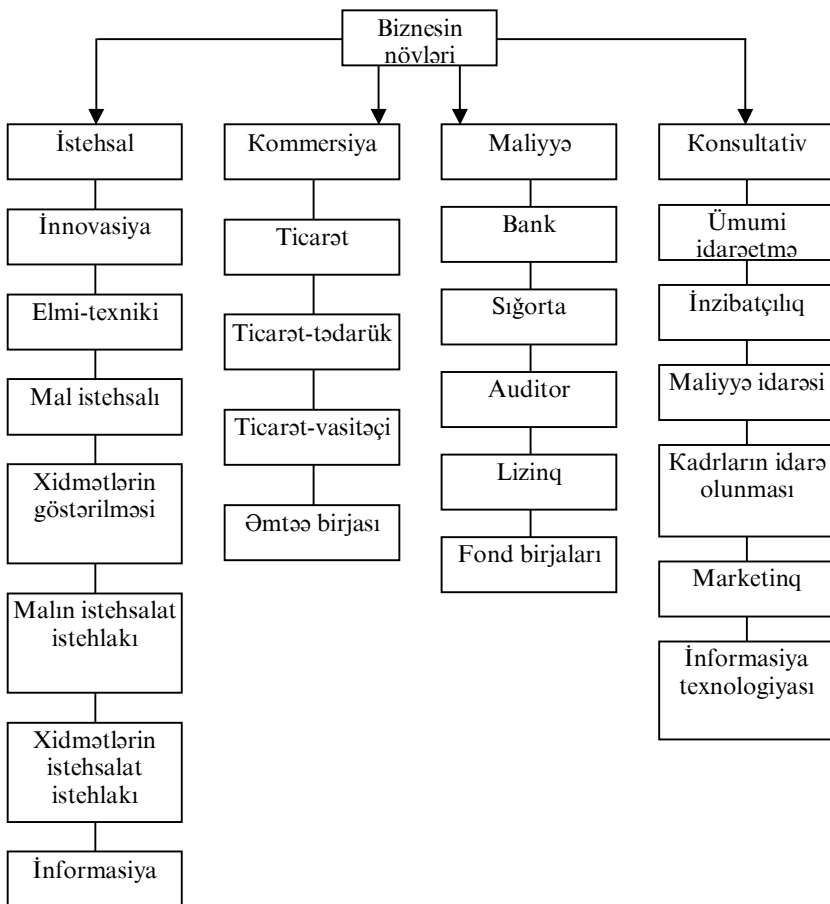 Biznesin
növləri
İstehsal
İnnovasiya
Elmi-texniki
Mal istehsalı
Xidmətlərin
göstərilməsi
Malın istehsalat
istehlakı
Xidmətlərin
istehsalat
istehlakı
İnformasiya
Kommersiya
Ticarət
Ticarət-tədarük
Ticarət-vasitəçi
Əmtəə birjası
Maliyyə
Bank
Sığorta
Auditor
Lizinq
Fond birjaları
Konsultativ
Ümumi
idarəetmə
İnzibatçılıq
Maliyyə idarəsi
Kadrların idarə
olunması
Marketinq
İnformasiya
texnologiyası